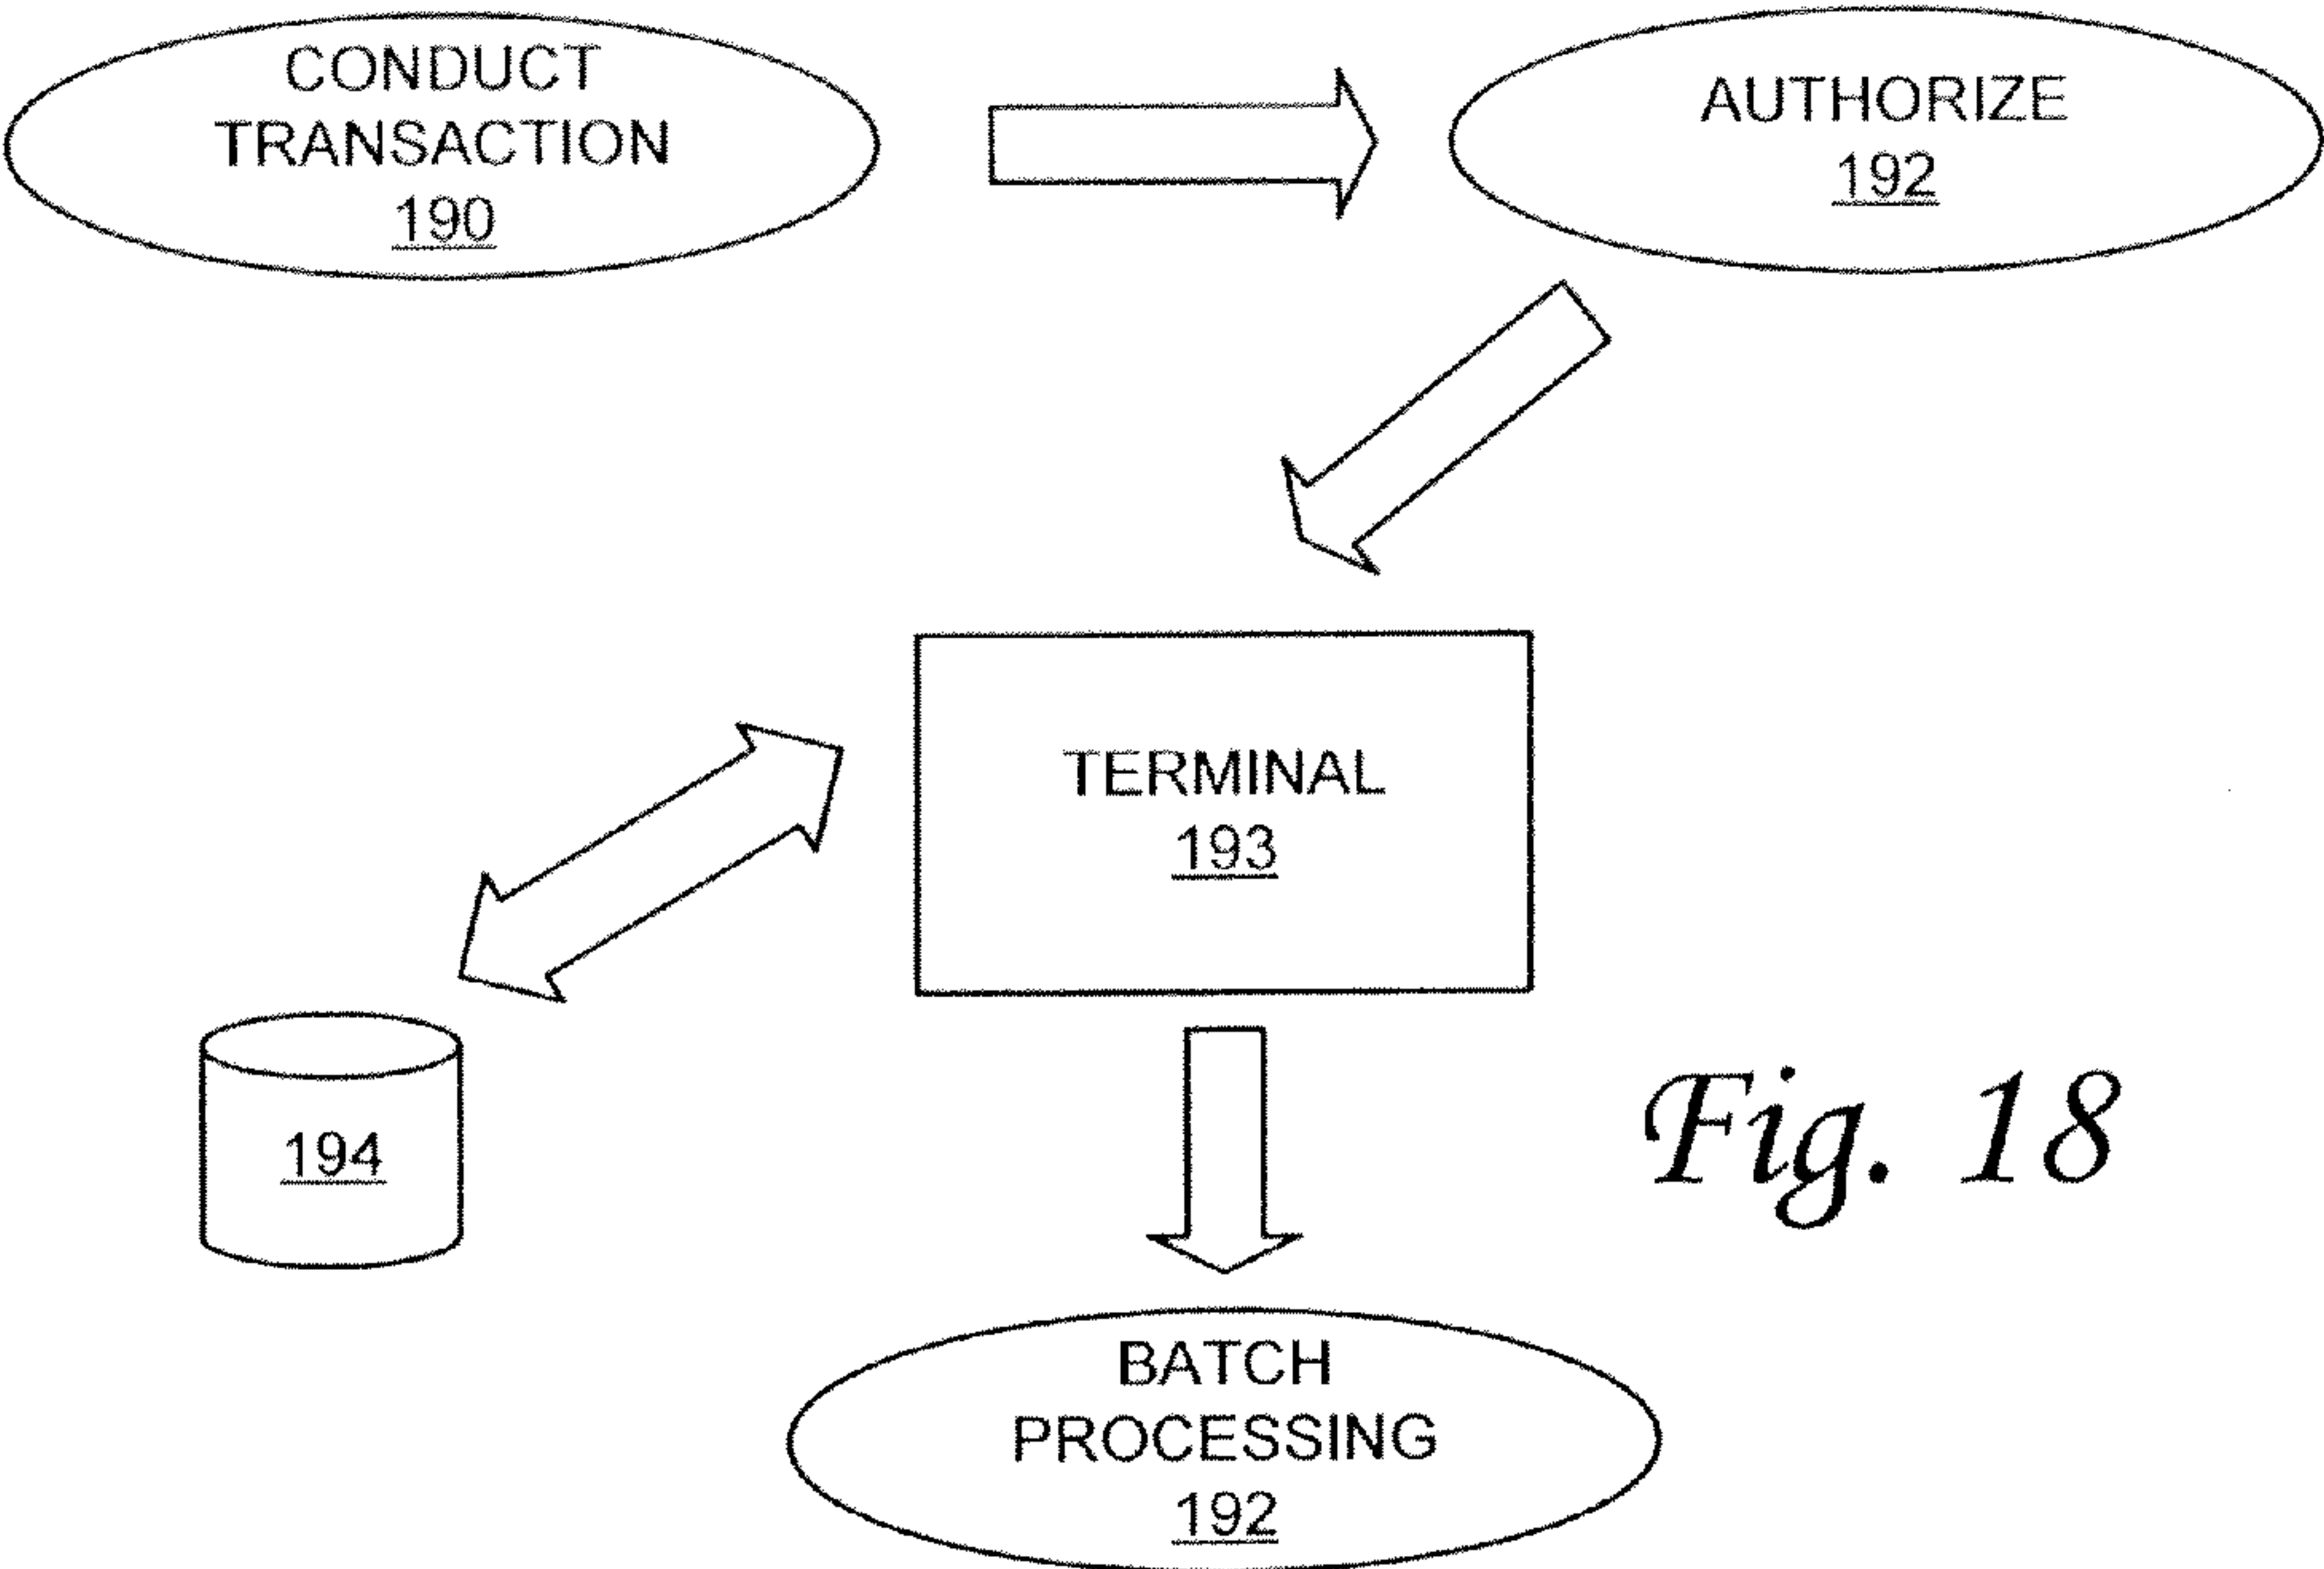 CONDUCT
TRANSACTION
190
AUTHORIZE
192
TERMINAL
193
194
Fig. 18
BATCH
PROCESSING
192